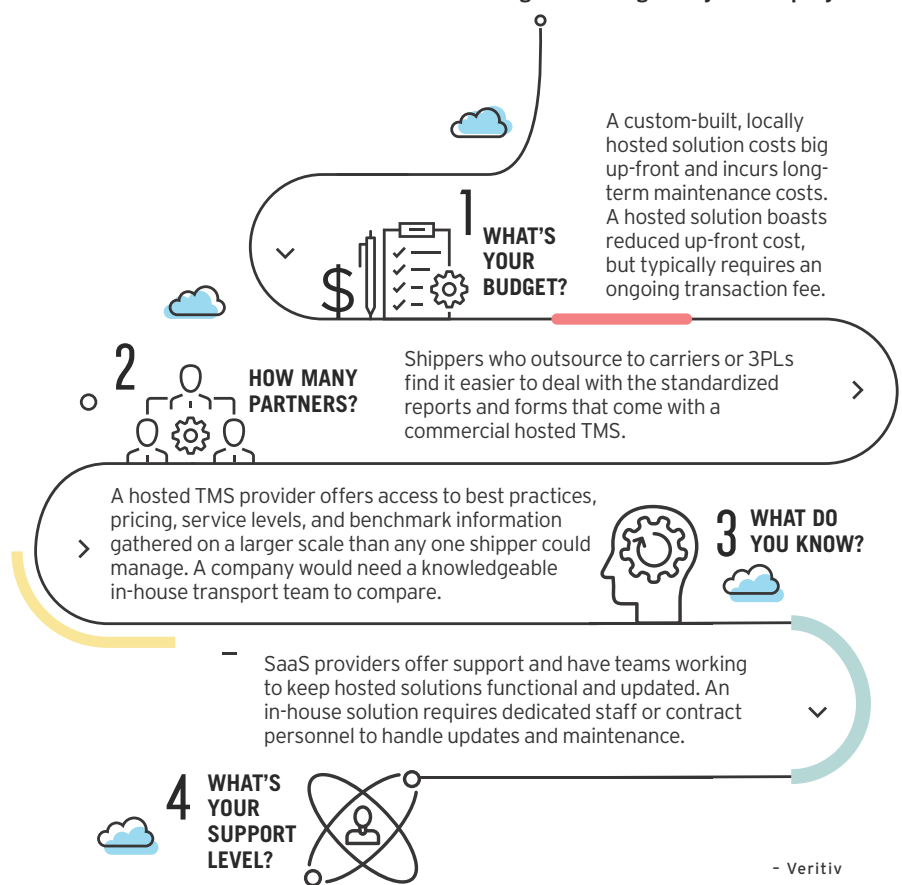 1
WHAT'S
YOUR
BUDGET?
A custom-built, locally
hosted solution costs big
up-front and incurs long-
term maintenance costs.
A hosted solution boasts
reduced up-front cost,
but typically requires an
ongoing transaction fee.
$
2
HOW MANY
PARTNERS?
Shippers who outsource to carriers or 3PLs
find it easier to deal with the standardized
reports and forms that come with a
commercial hosted TMS.
3
WHAT DO
YOU KNOW?
A hosted TMS provider offers access to best practices,
pricing, service levels, and benchmark information
gathered on a larger scale than any one shipper could
manage. A company would need a knowledgeable
in-house transport team to compare.
4
WHAT'S
YOUR
SUPPORT
LEVEL?
SaaS providers offer support and have teams working
to keep hosted solutions functional and updated. An
in-house solution requires dedicated staff or contract
personnel to handle updates and maintenance.
– Veritiv